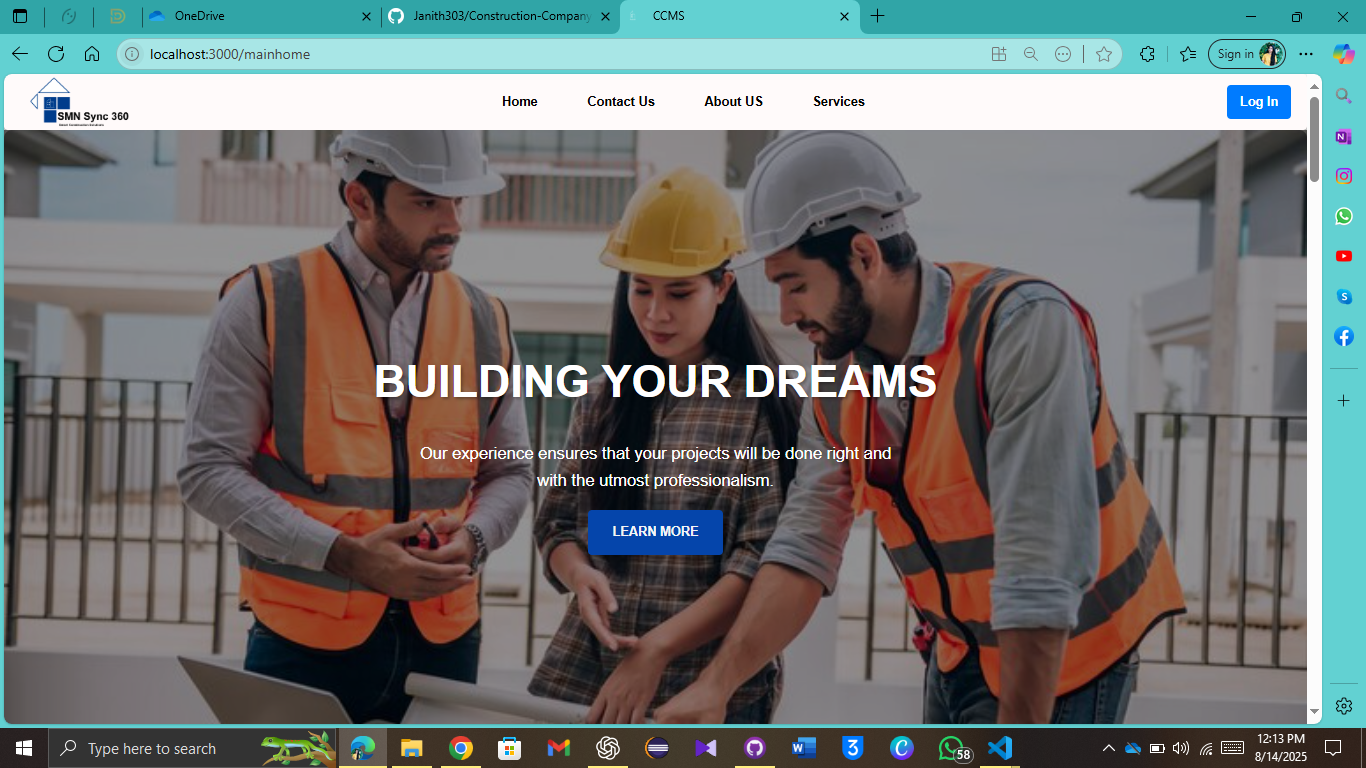 OneDrive
Janith303/Construction-Company
CCMS
localhost:3000/mainhome
Sign in
SMN Sync 360
Home
Contact Us
About US
Services
Log In
BUILDING YOUR DREAMS
Our experience ensures that your projects will be done right and
with the utmost professionalism.
LEARN MORE
Type here to search
58
12:13 PM
8/14/2025